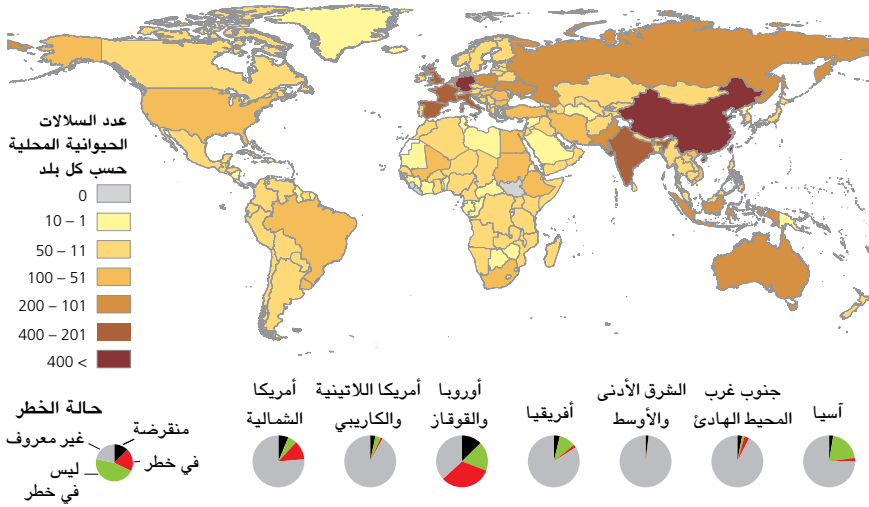 عدد السلالات
الحيوانية المحلية
حسب كل بلد
0
1 – 10
11 – 50
51 – 100
101 – 200
201 – 400
> 400
حالة الخطر
منقرضة
غير معروف
في خطر
ليس
في خطر
أمريكا
الشمالية
أمريكا اللاتينية
والكاريبي
أوروبا
والقوقاز
أفريقيا
الشرق الأدنى
والأوسط
جنوب غرب
المحيط الهادئ
آسيا